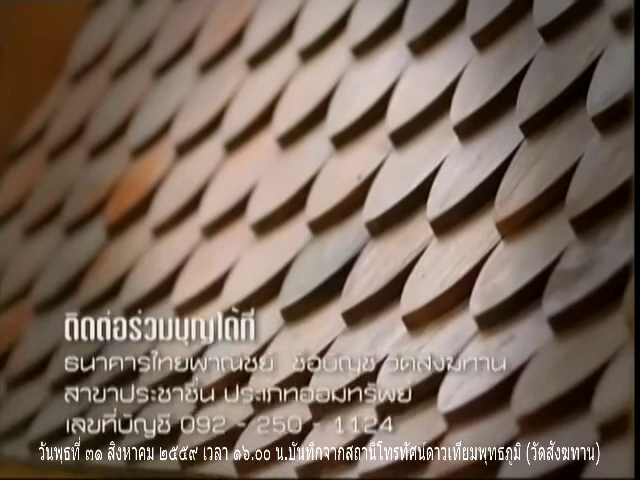 ติดต่อร่วมบุญได้ที่
ธนาคารไทยพาณิชย์ ชื่อบัญชี วัดสังฆทาน
สาขาประชาชื่น ประเภทออมทรัพย์
เลขที่บัญชี 092 - 250 - 1124
วันพุธที่ ๓๑ สิงหาคม ๒๕๕๙ เวลา ๑๖.๐๐ น.บันทึกจากสถานีโทรทัศน์ดาวเทียมพุทธภูมิ (วัดสังฆทาน)